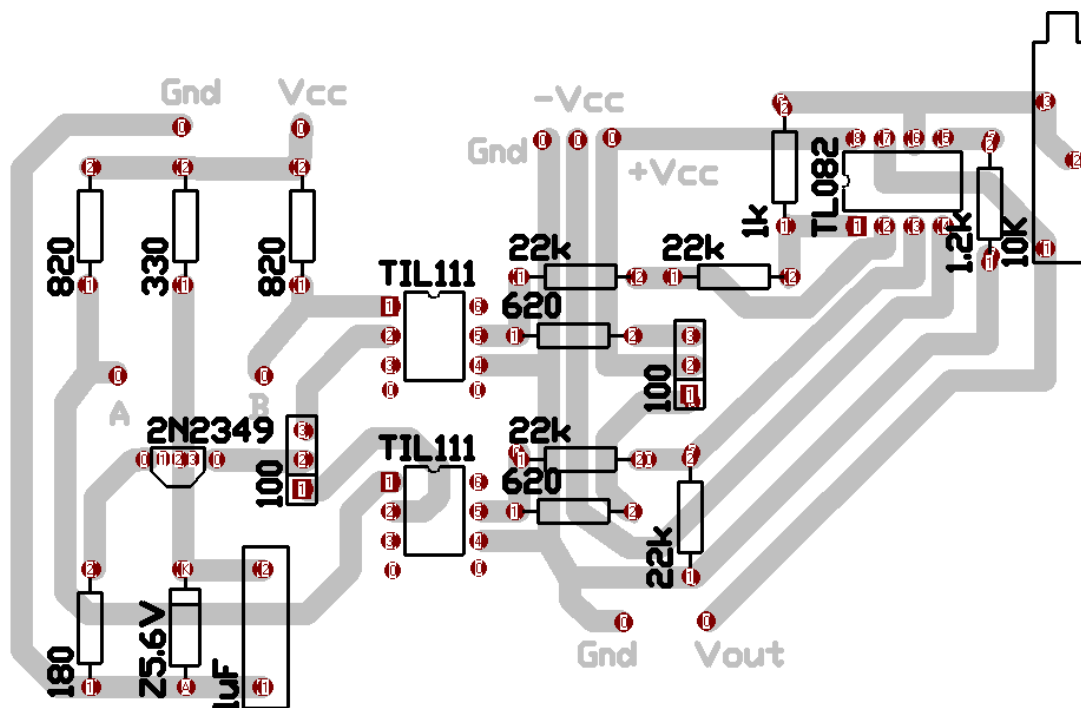 Gnd
Vcc
-Vcc
Gnd
+Vcc
820
330
820
TIL111
22k
22k
1k
TL082
1.2k
10K
620
100
A
B
2N2349
100
TIL111
22k
620
22k
180
Z5.6V
1uF
Gnd
Vout